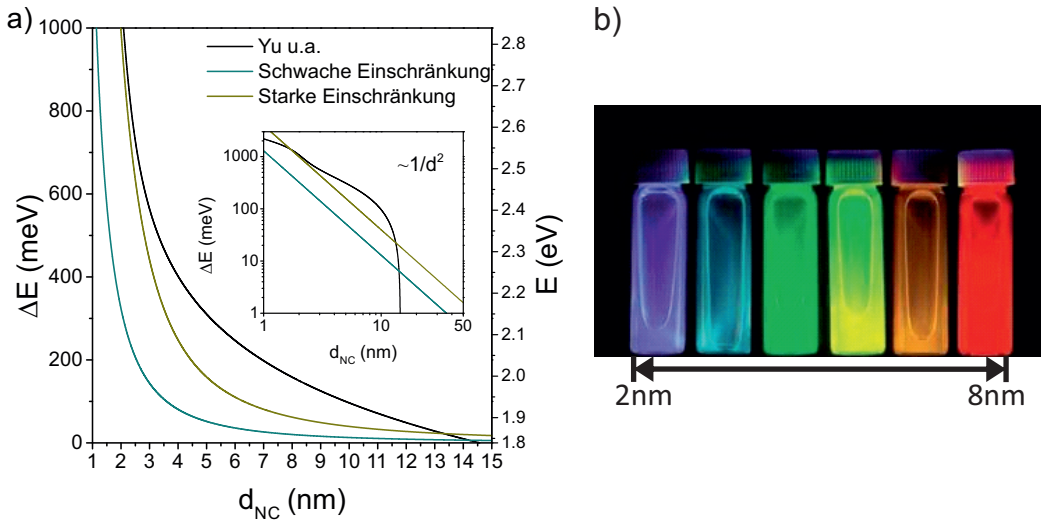 a)
1000
800
600
400
200
0
ΔE (meV)
1 2 3 4 5 6 7 8 9 10 11 12 13 14 15
d_NC (nm)
2.8
2.7
2.6
2.5
2.4
2.3
2.2
2.1
2.0
1.9
1.8
E (eV)
Yu u.a.
Schwache Einschränkung
Starke Einschränkung
~1/d²
1000
100
10
1
ΔE (meV)
1 10 50
d_NC (nm)
b)
2nm 8nm